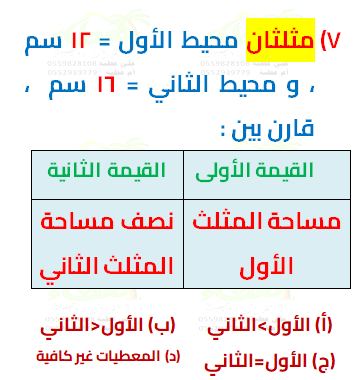 ٧) مثلثان محيط الأول = ١٢ سم
، و محيط الثاني = ١٦ سم ،
قارن بين :
القيمة الأولى القيمة الثانية
مساحة المثلث الأول
نصف مساحة المثلث الثاني
(أ) الأول>الثاني (ب) الأول<الثاني
(ج) الأول=الثاني (د) المعطيات غير كافية